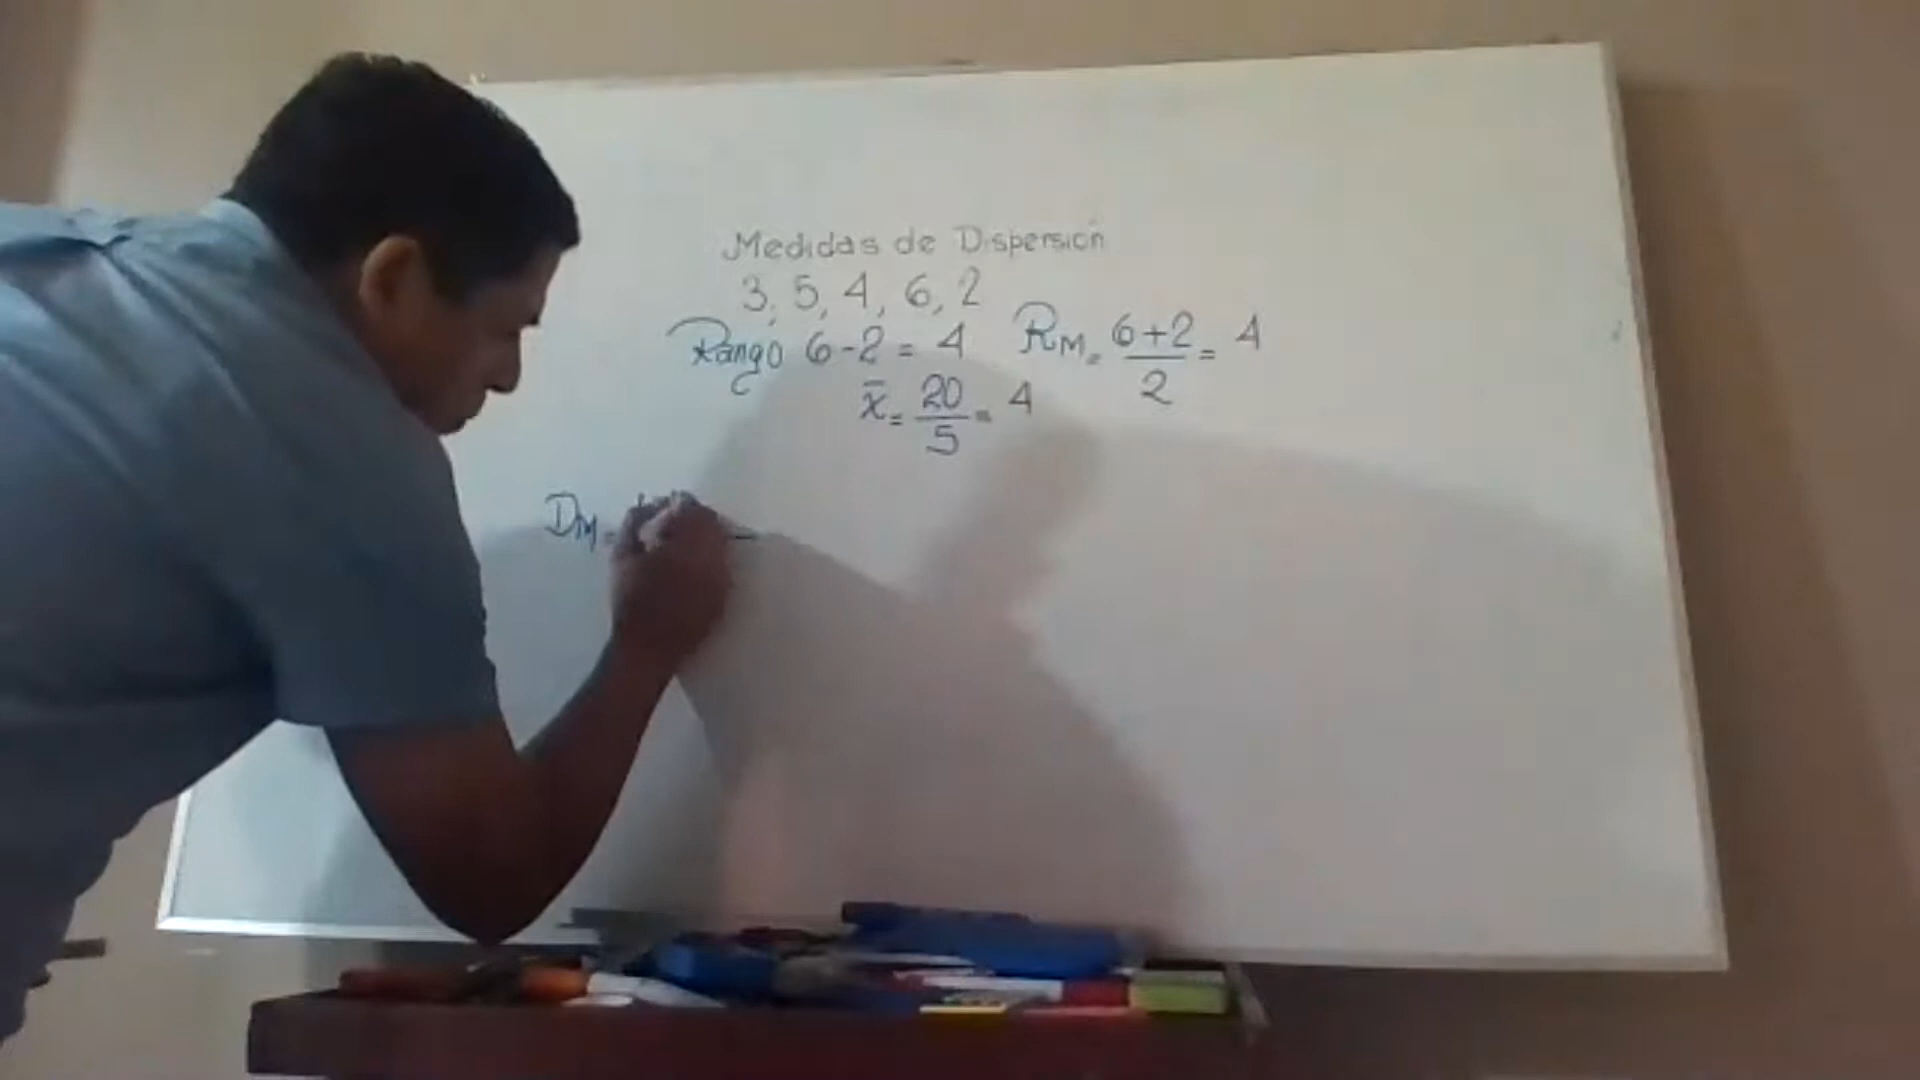 Medidas de Dispersión
3, 5, 4, 6, 2
Rango 6-2 = 4 RM = 6+2/2 = 4
x̄ = 20/5 = 4
DM =